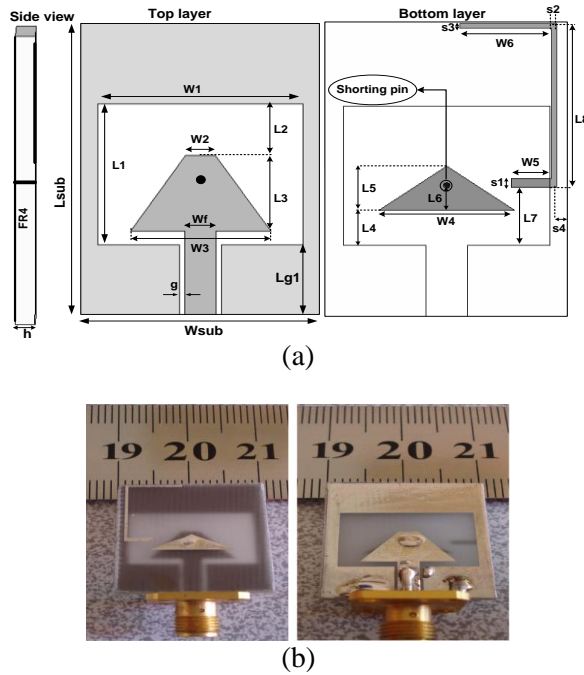 Side view
Top layer
Bottom layer
s2
s3
W6
W1
Shorting pin
L8
W2
L2
L1
Lsub
W5
L3
L5
s1
FR4
Wf
L6
L7
W4
W3
L4
s4
Lg1
g
h
Wsub
(a)
19 20 21
19 20 21
(b)